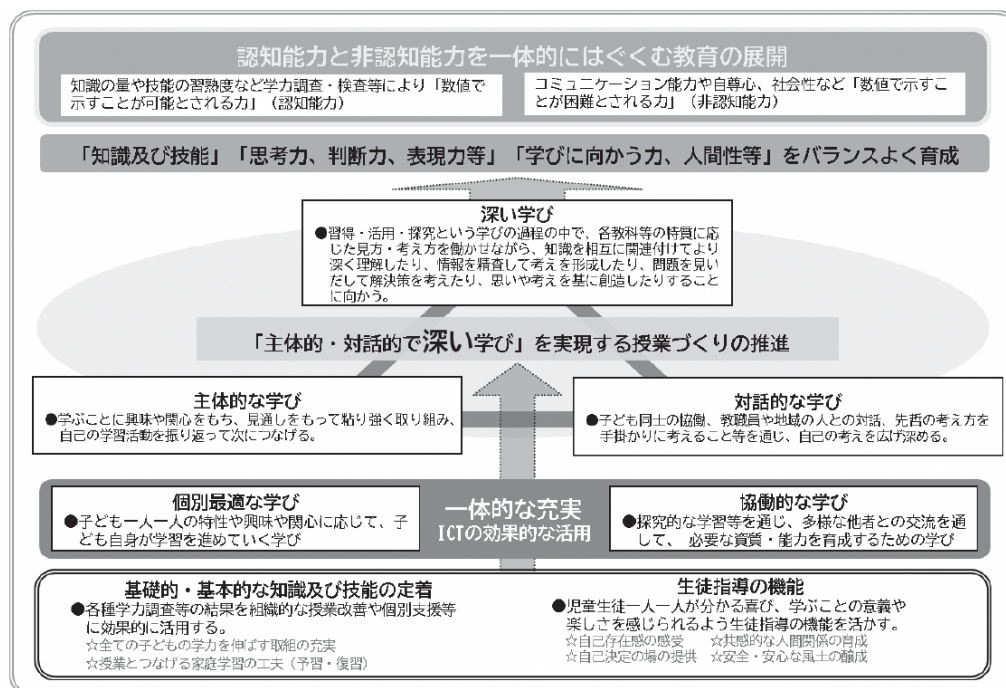 認知能力と非認知能力を一体的にはぐくむ教育の展開
知識の量や技能の習熟度など学力調査・検査等により「数値で
示すことが可能とされる力」（認知能力）
コミュニケーション能力や自尊心、社会性など「数値で示すこ
とが困難とされる力」（非認知能力）
「知識及び技能」「思考力、判断力、表現力等」「学びに向かう力、人間性等」をバランスよく育成
深い学び
●習得・活用・探究という学びの過程の中で、各教科等の特質に応
じた見方・考え方を働かせながら、知識を相互に関連付けてより
深く理解したり、情報を精査して考えを形成したり、問題を見い
だして解決策を考えたり、思いや考えを基に創造したりすること
に向かう。
「主体的・対話的で深い学び」を実現する授業づくりの推進
主体的な学び
●学ぶことに興味や関心をもち、見通しをもって粘り強く取り組み、
自己の学習活動を振り返って次につなげる。
対話的な学び
●子ども同士の協働、教職員や地域の人との対話、先哲の考え方を
手掛かりに考えること等を通じ、自己の考えを広げ深める。
個別最適な学び
●子ども一人一人の特性や興味や関心に応じて、子
ども自身が学習を進めていく学び
一体的な充実
ICTの効果的な活用
協働的な学び
●探究的な学習等を通じ、多様な他者との交流を通
して、 必要な資質・能力を育成するための学び
基礎的・基本的な知識及び技能の定着
●各種学力調査等の結果を組織的な授業改善や個別支援等
に効果的に活用する。
☆全ての子どもの学力を伸ばす取組の充実
☆授業とつなげる家庭学習の工夫（予習・復習）
生徒指導の機能
●児童生徒一人一人が分かる喜び、学ぶことの意義や
楽しさを感じられるよう生徒指導の機能を活かす。
☆自己存在感の感受 ☆共感的な人間関係の育成
☆自己決定の場の提供 ☆安全・安心な風土の醸成